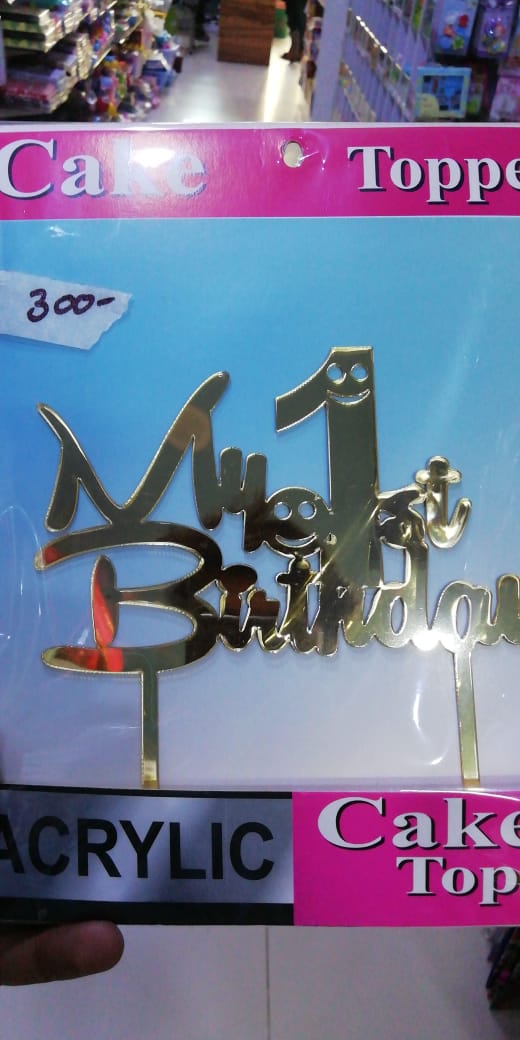 Cake Toppe
300-
My 1st
Birthday
ACRYLIC
Cake
Top